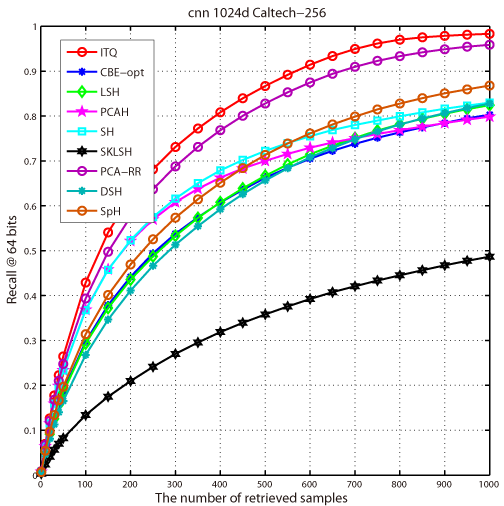 cnn 1024d Caltech−256
Recall @ 64 bits
1
0.9
0.8
0.7
0.6
0.5
0.4
0.3
0.2
0.1
0
ITQ
CBE−opt
LSH
PCAH
SH
SKLSH
PCA−RR
DSH
SpH
0 100 200 300 400 500 600 700 800 900 1000
The number of retrieved samples